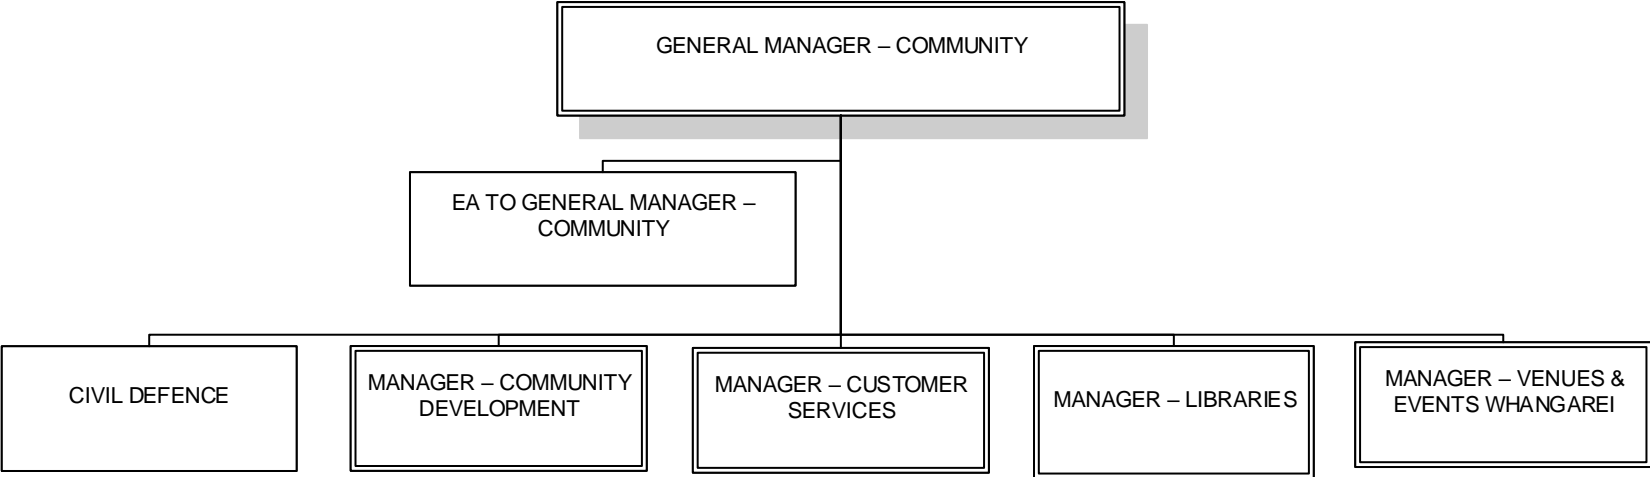 GENERAL MANAGER – COMMUNITY
EA TO GENERAL MANAGER –
COMMUNITY
CIVIL DEFENCE
MANAGER – COMMUNITY
DEVELOPMENT
MANAGER – CUSTOMER
SERVICES
MANAGER – LIBRARIES
MANAGER – VENUES &
EVENTS WHANGAREI